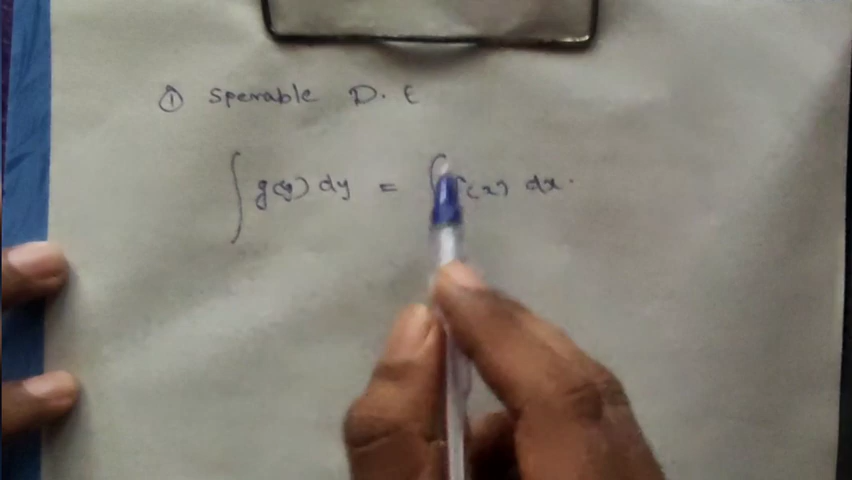 ① Sperable D.E
∫ g(y) dy = ∫ f(x) dx.